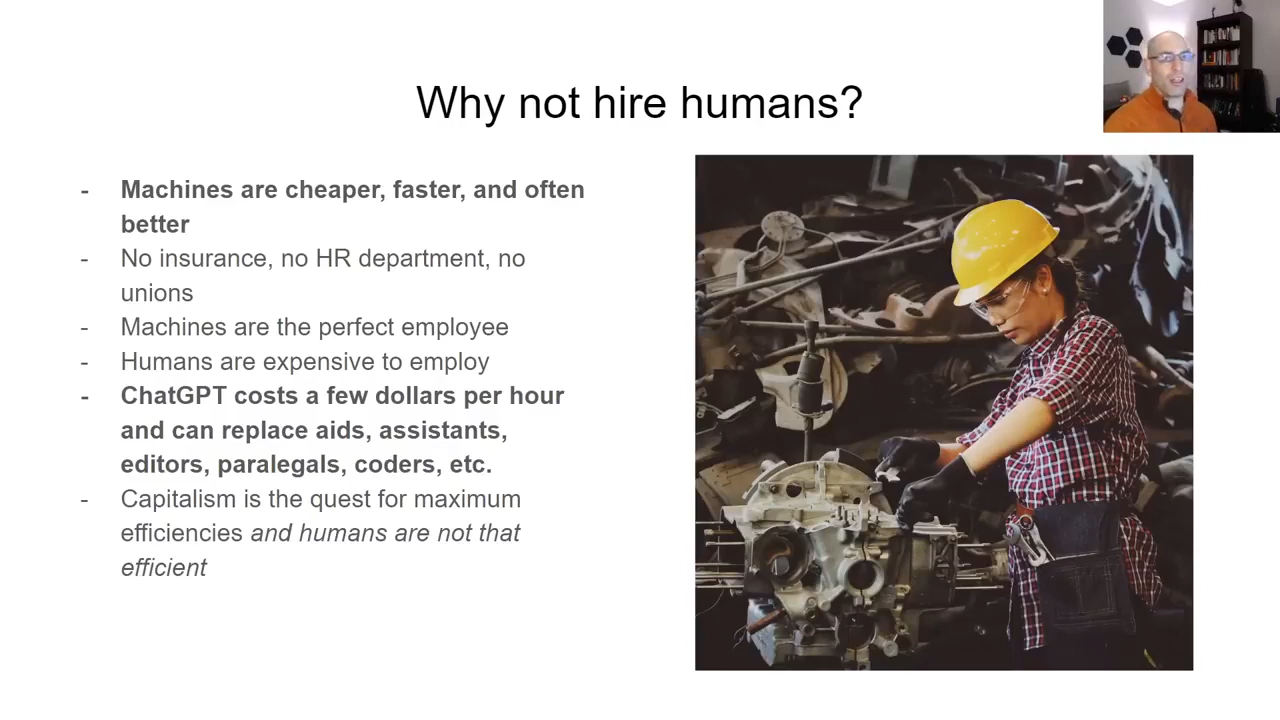 Why not hire humans?
- Machines are cheaper, faster, and often
better
- No insurance, no HR department, no
unions
- Machines are the perfect employee
- Humans are expensive to employ
- ChatGPT costs a few dollars per hour
and can replace aids, assistants,
editors, paralegals, coders, etc.
- Capitalism is the quest for maximum
efficiencies and humans are not that
efficient